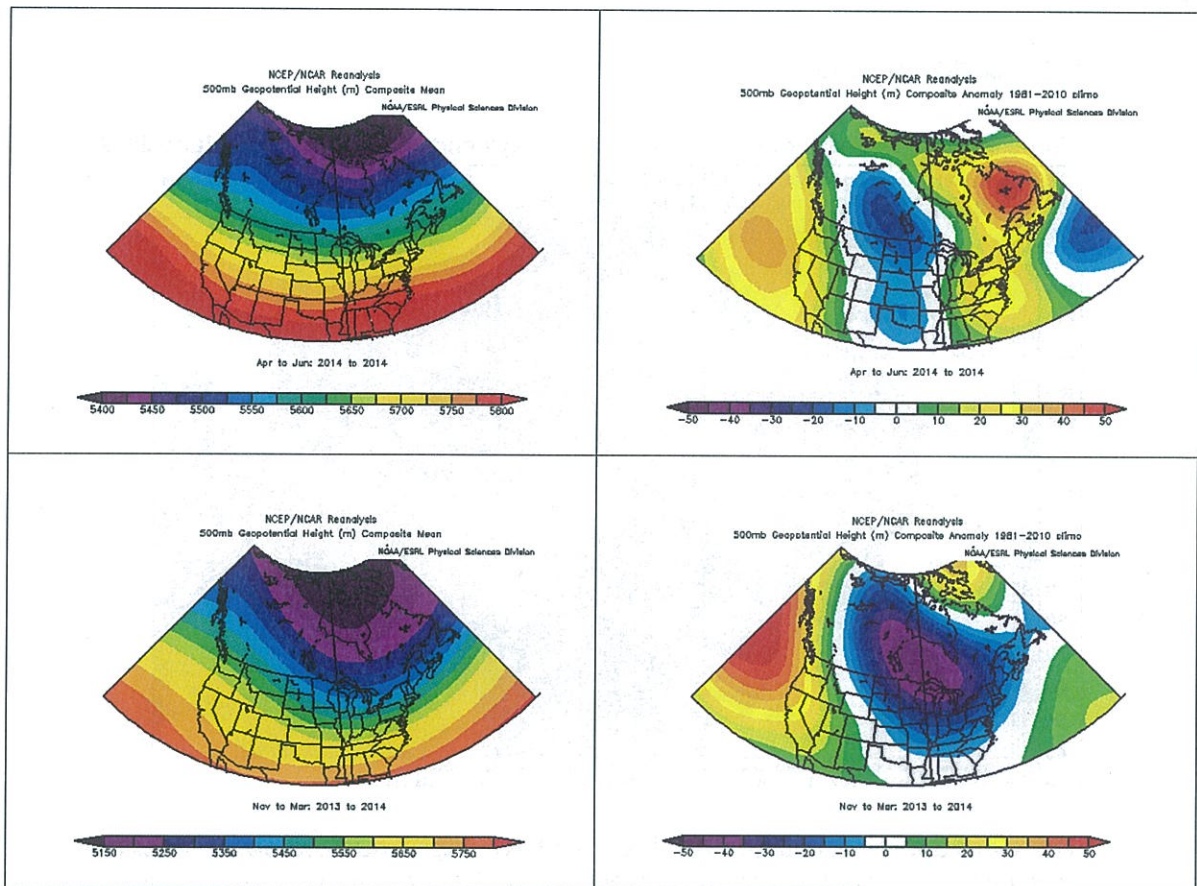 NCEP/NCAR Reanalysis
500mb Geopotential Height (m) Composite Mean
NOAA/ESRL Physical Sciences Division
Apr to Jun: 2014 to 2014
5400 5450 5500 5550 5600 5650 5700 5750 5800
NCEP/NCAR Reanalysis
500mb Geopotential Height (m) Composite Anomaly 1981-2010 climo
NOAA/ESRL Physical Sciences Division
Apr to Jun: 2014 to 2014
-50 -40 -30 -20 -10 0 10 20 30 40 50
NCEP/NCAR Reanalysis
500mb Geopotential Height (m) Composite Mean
NOAA/ESRL Physical Sciences Division
Nov to Mar: 2013 to 2014
5150 5250 5350 5450 5550 5650 5750
NCEP/NCAR Reanalysis
500mb Geopotential Height (m) Composite Anomaly 1981-2010 climo
NOAA/ESRL Physical Sciences Division
Nov to Mar: 2013 to 2014
-50 -40 -30 -20 -10 0 10 20 30 40 50